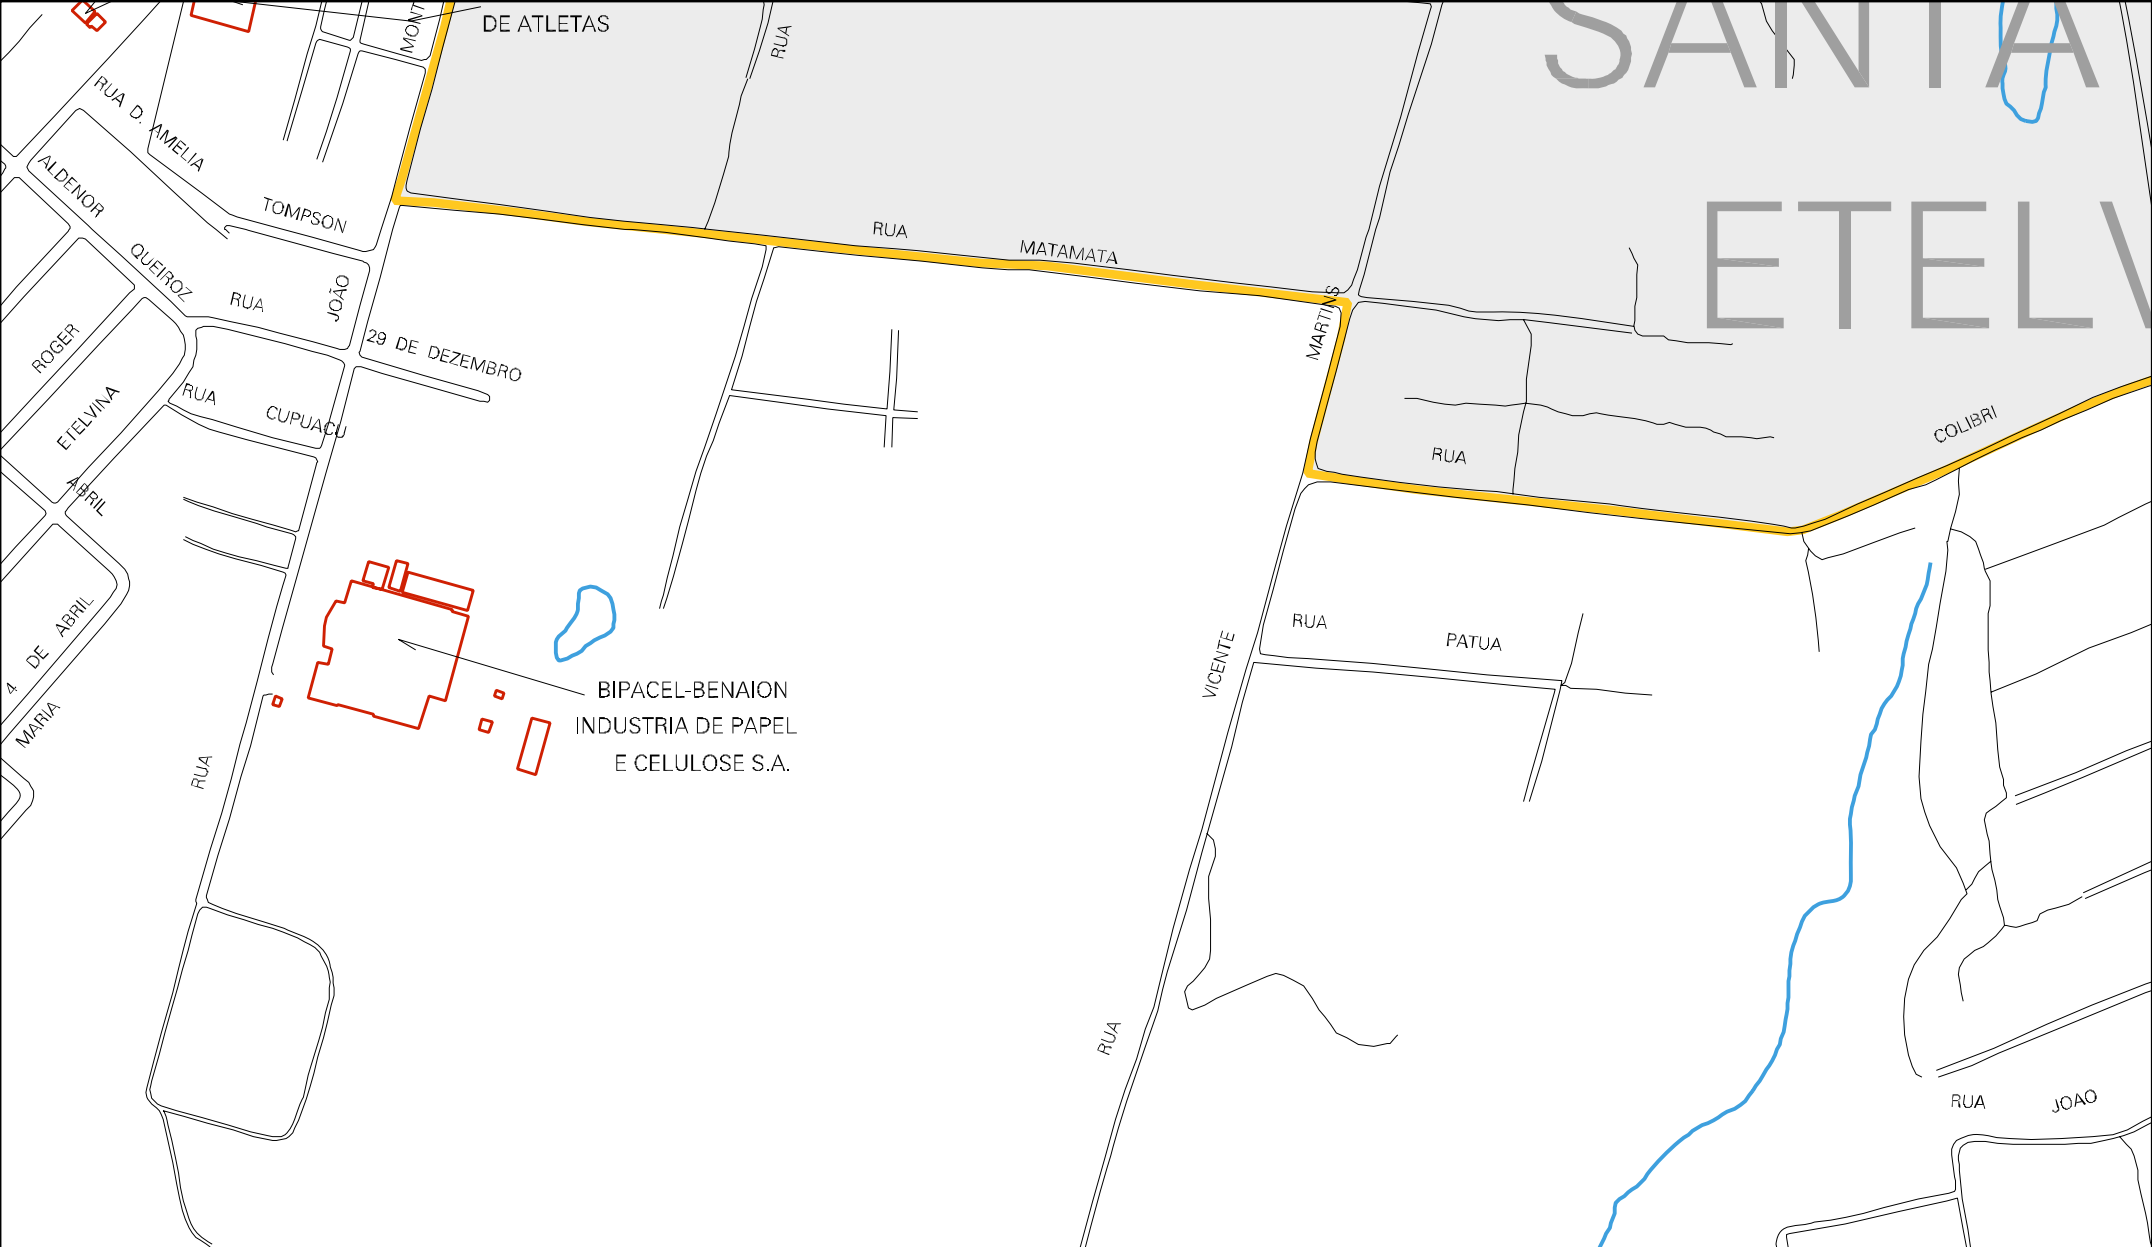 DE ATLETAS
MONT
RUA
SANTA
ETELV
RUA D. AMELIA
ALDENOR
QUEIROZ
TOMPSON
RUA
JOÃO
29 DE DEZEMBRO
RUA
MATAMATA
MARTINS
ROGER
ETELVINA
RUA
CUPUACU
ABRIL
COLIBRI
RUA
4 DE ABRIL
MARIA
RUA
PATUA
VICENTE
BIPACEL-BENAION
INDUSTRIA DE PAPEL
E CELULOSE S.A.
RUA
RUA
RUA
JOAO